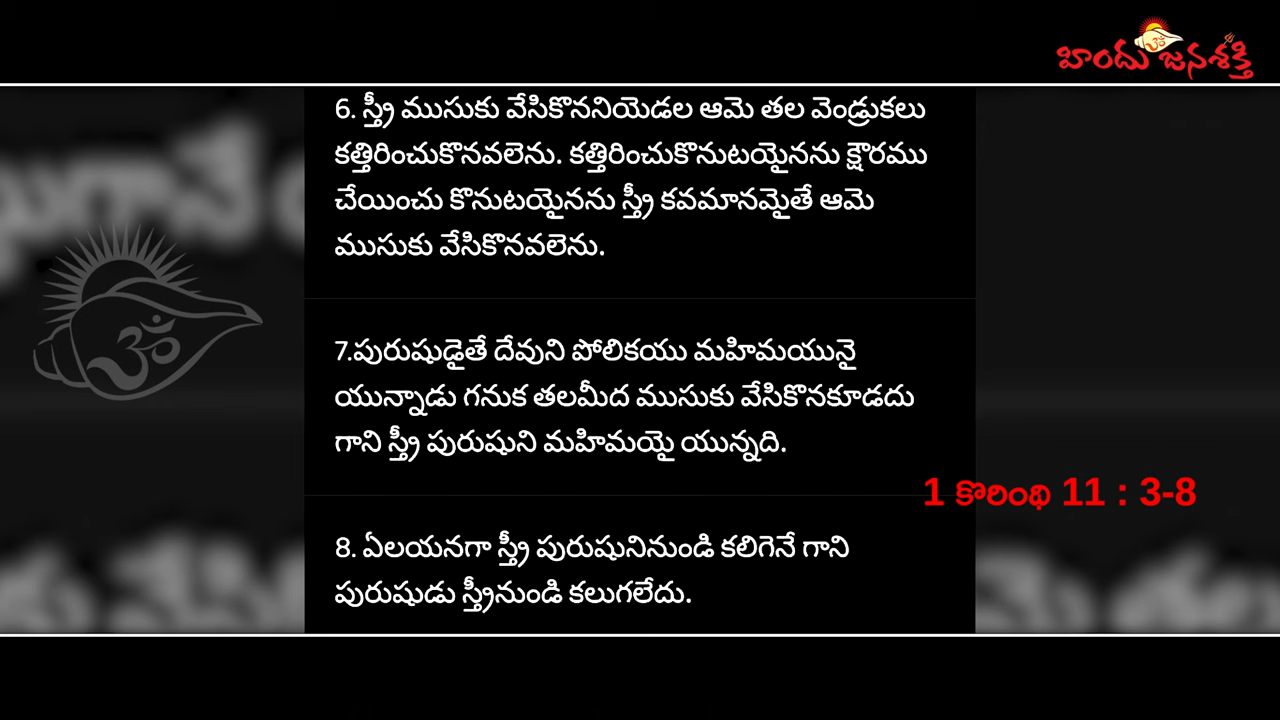 హిందు జనశక్తి
6. స్త్రీ ముసుకు వేసికొననియెడల ఆమె తల వెండ్రుకలు
కత్తిరించుకొనవలెను. కత్తిరించుకొనుటయైనను క్షౌరము
చేయించు కొనుటయైనను స్త్రీ కవమానమైతే ఆమె
ముసుకు వేసికొనవలెను.
7.పురుషుడైతే దేవుని పోలికయు మహిమయునై
యున్నాడు గనుక తలమీద ముసుకు వేసికొనకూడదు
గాని స్త్రీ పురుషుని మహిమయై యున్నది.
1 కొరింథి 11 : 3-8
8. ఏలయనగా స్త్రీ పురుషునినుండి కలిగెనే గాని
పురుషుడు స్త్రీనుండి కలుగలేదు.